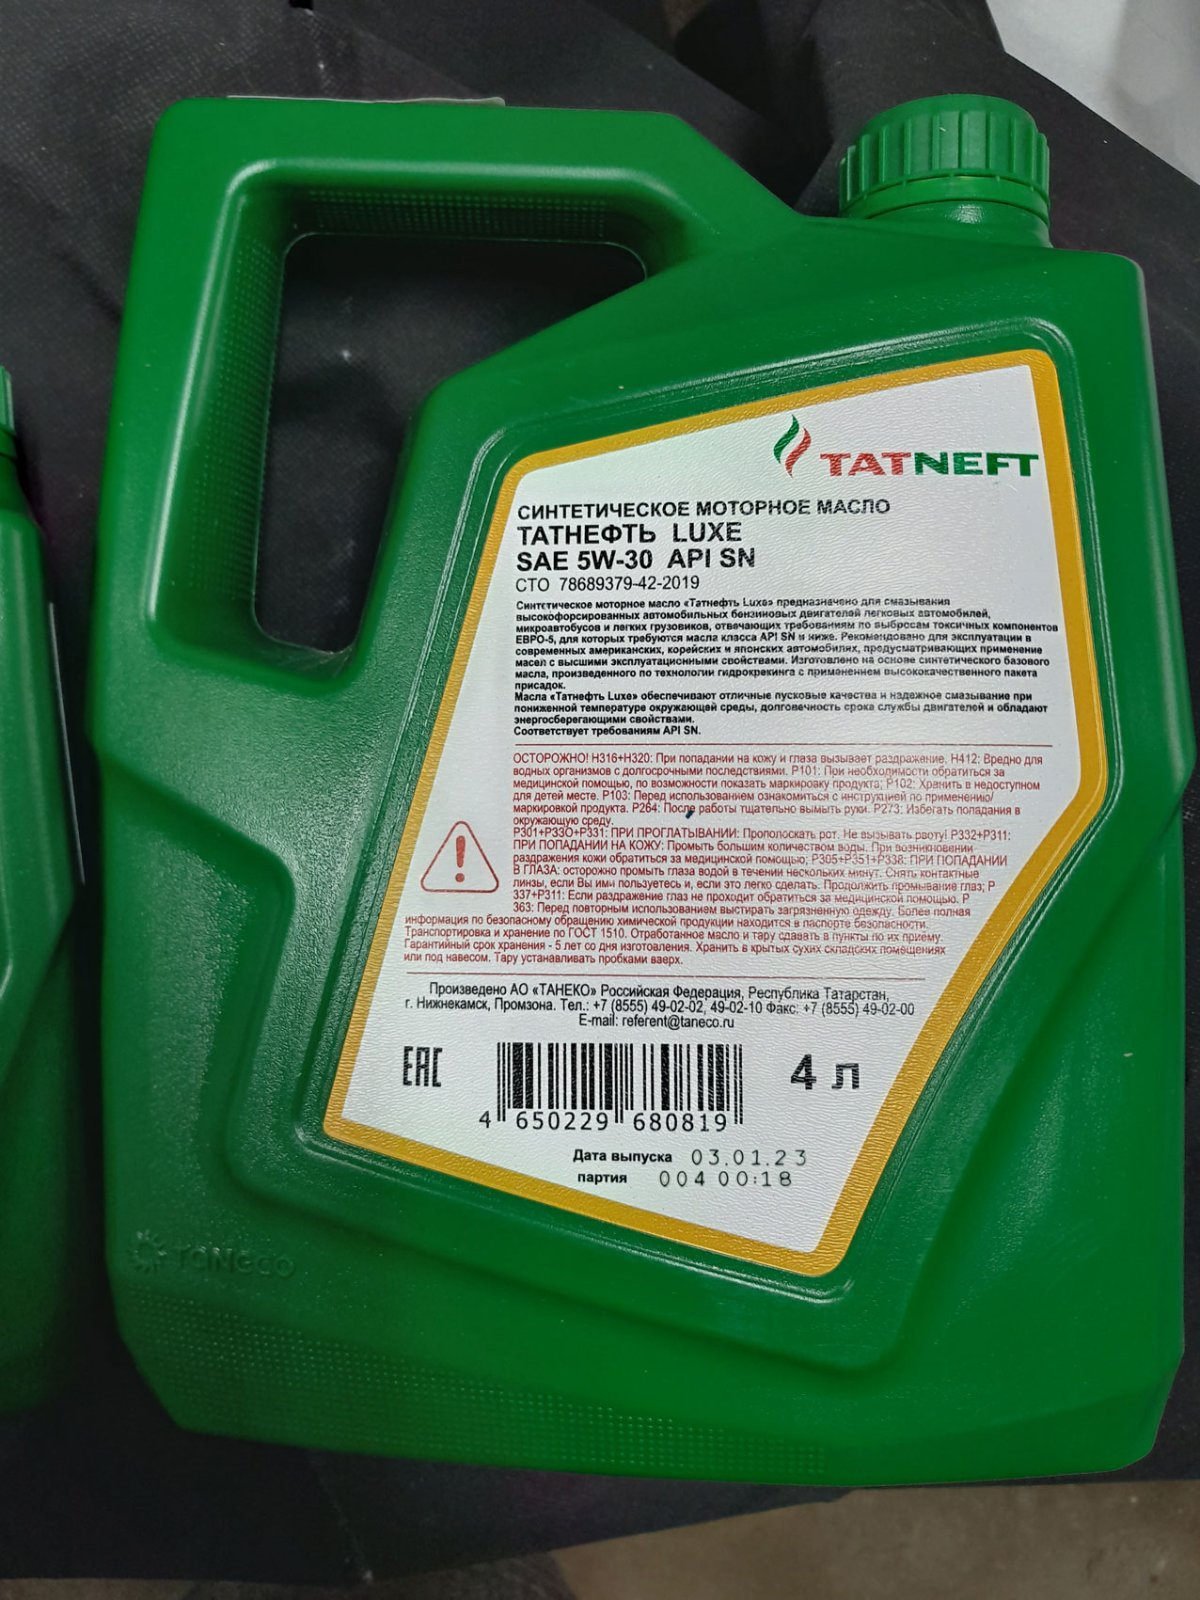 TATNEFT
СИНТЕТИЧЕСКОЕ МОТОРНОЕ МАСЛО
ТАТНЕФТЬ LUXE
SAE 5W-30 API SN
СТО 78689379-42-2019
Синтетическое моторное масло «Татнефть Luxe» предназначено для смазывания
высокофорсированных автомобильных бензиновых двигателей легковых автомобилей,
микроавтобусов и легких грузовиков, отвечающих требованиям по выбросам токсичных компонентов
ЕВРО-5, для которых требуются масла класса API SN и ниже. Рекомендовано для эксплуатации в
современных американских, корейских и японских автомобилях, предусматривающих применение
масел с высшими эксплуатационными свойствами. Изготовлено на основе синтетического базового
масла, произведенного по технологии гидрокрекинга с применением высококачественного пакета
присадок.
Масла «Татнефть Luxe» обеспечивают отличные пусковые качества и надежное смазывание при
пониженной температуре окружающей среды, долговечность срока службы двигателей и обладают
энергосберегающими свойствами.
Соответствует требованиям API SN.
ОСТОРОЖНО! H316+H320: При попадании на кожу и глаза вызывает раздражение. H412: Вредно для
водных организмов с долгосрочными последствиями. P101: При необходимости обратиться за
медицинской помощью, по возможности показать маркировку продукта; P102: Хранить в недоступном
для детей месте. P103: Перед использованием ознакомиться с инструкцией по применению/
маркировкой продукта. P264: После работы тщательно вымыть руки. P273: Избегать попадания в
окружающую среду.
P301+P33O+P331: ПРИ ПРОГЛАТЫВАНИИ: Прополоскать рот. Не вызывать рвоту! P332+P311:
ПРИ ПОПАДАНИИ НА КОЖУ: Промыть большим количеством воды. При возникновении
раздражения кожи обратиться за медицинской помощью; P305+P351+P338: ПРИ ПОПАДАНИИ
В ГЛАЗА: осторожно промыть глаза водой в течении нескольких минут. Снять контактные
линзы, если Вы ими пользуетесь и, если это легко сделать. Продолжить промывание глаз; P
337+P311: Если раздражение глаз не проходит обратиться за медицинской помощью. P
363: Перед повторным использованием выстирать загрязненную одежду. Более полная
информация по безопасному обращению химической продукции находится в паспорте безопасности.
Транспортировка и хранение по ГОСТ 1510. Отработанное масло и тару сдавать в пункты по их приему.
Гарантийный срок хранения - 5 лет со дня изготовления. Хранить в крытых сухих складских помещениях
или под навесом. Тару устанавливать пробками вверх.
Произведено АО «ТАНЕКО» Российская Федерация, Республика Татарстан,
г. Нижнекамск, Промзона. Тел.: +7 (8555) 49-02-02, 49-02-10 Факс: +7 (8555) 49-02-00
E-mail: referent@taneco.ru
EAC
4 л
4 650229 680819
Дата выпуска 03.01.23
партия 004 00:18
TANECO